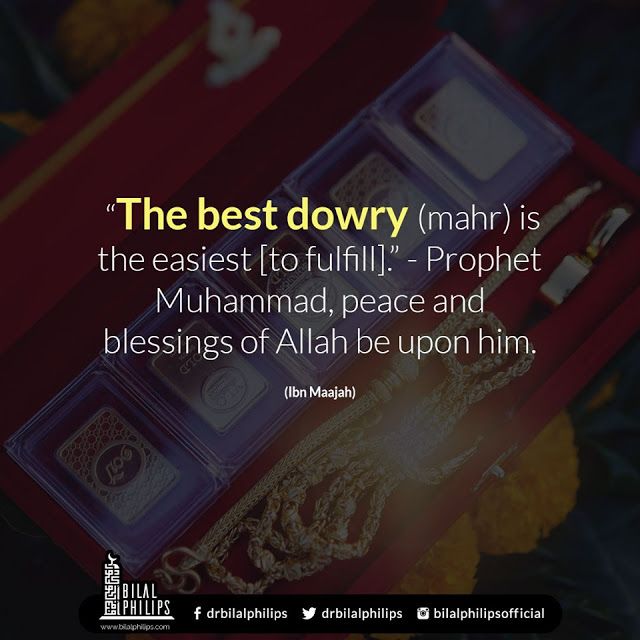 “The best dowry (mahr) is
the easiest [to fulfill].” - Prophet
Muhammad, peace and
blessings of Allah be upon him.
(Ibn Maajah)
BILAL
PHILIPS
www.bilalphilips.com
drbilalphilips drbilalphilips bilalphilipsofficial